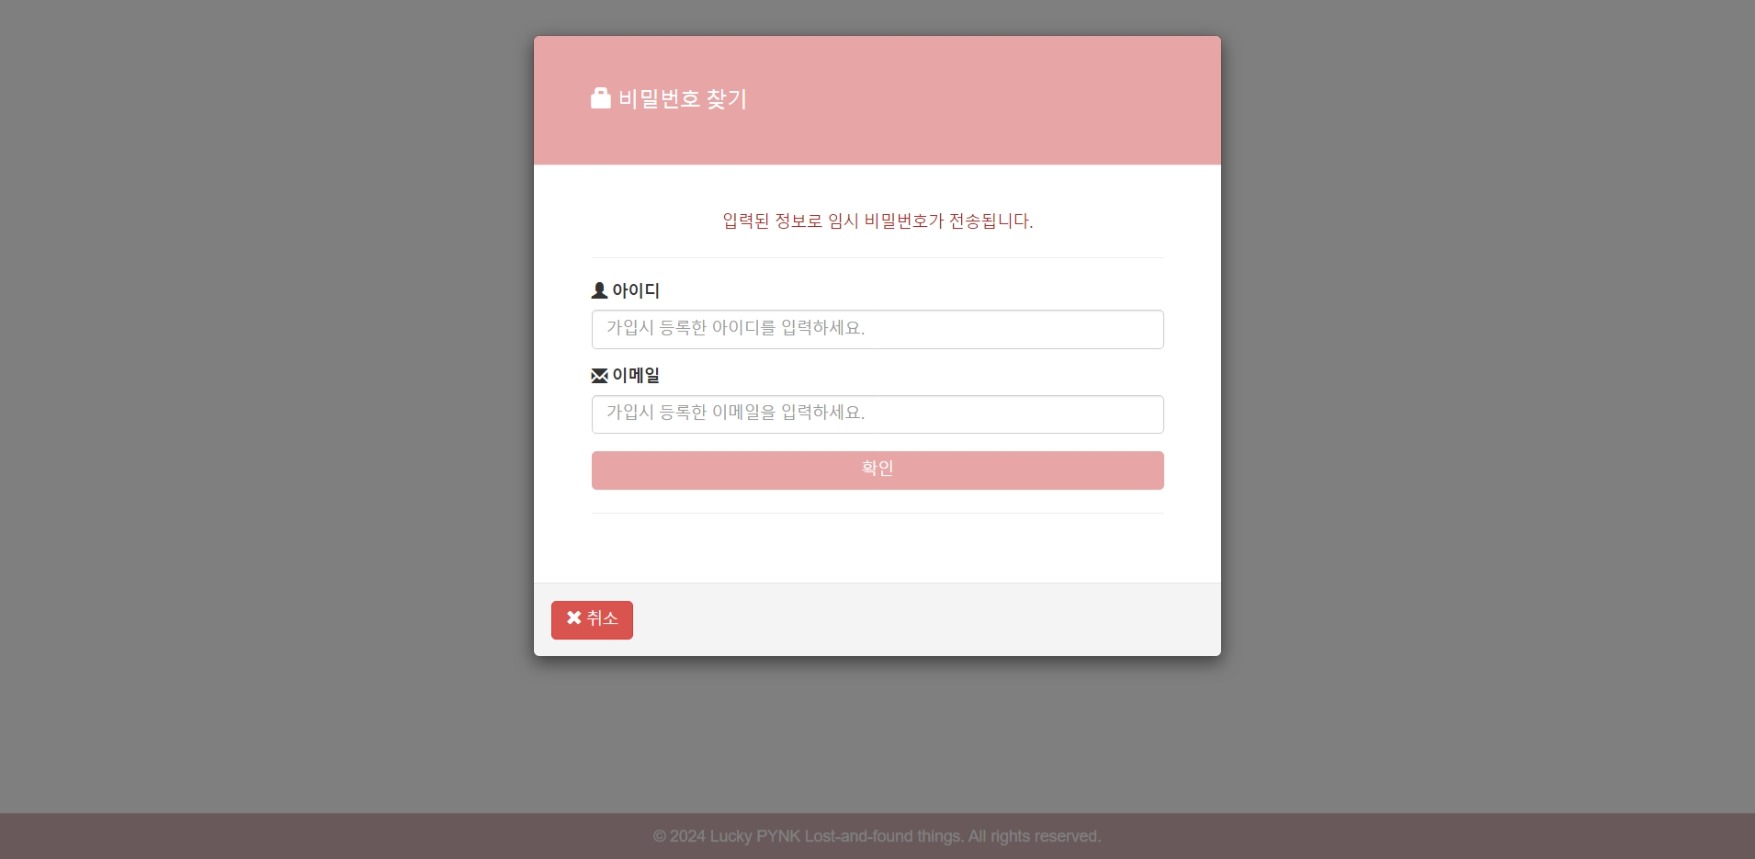 비밀번호 찾기
입력된 정보로 임시 비밀번호가 전송됩니다.
아이디
가입시 등록한 아이디를 입력하세요.
이메일
가입시 등록한 이메일을 입력하세요.
확인
취소
© 2024 Lucky PYNK Lost-and-found things. All rights reserved.